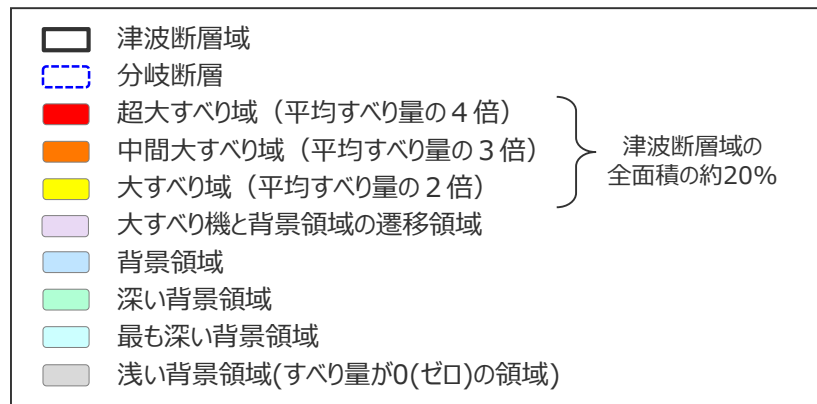 津波断層域
分岐断層
超大すべり域（平均すべり量の４倍）
中間大すべり域（平均すべり量の３倍）
大すべり域（平均すべり量の２倍）
津波断層域の
全面積の約20%
大すべり機と背景領域の遷移領域
背景領域
深い背景領域
最も深い背景領域
浅い背景領域(すべり量が0(ゼロ)の領域)